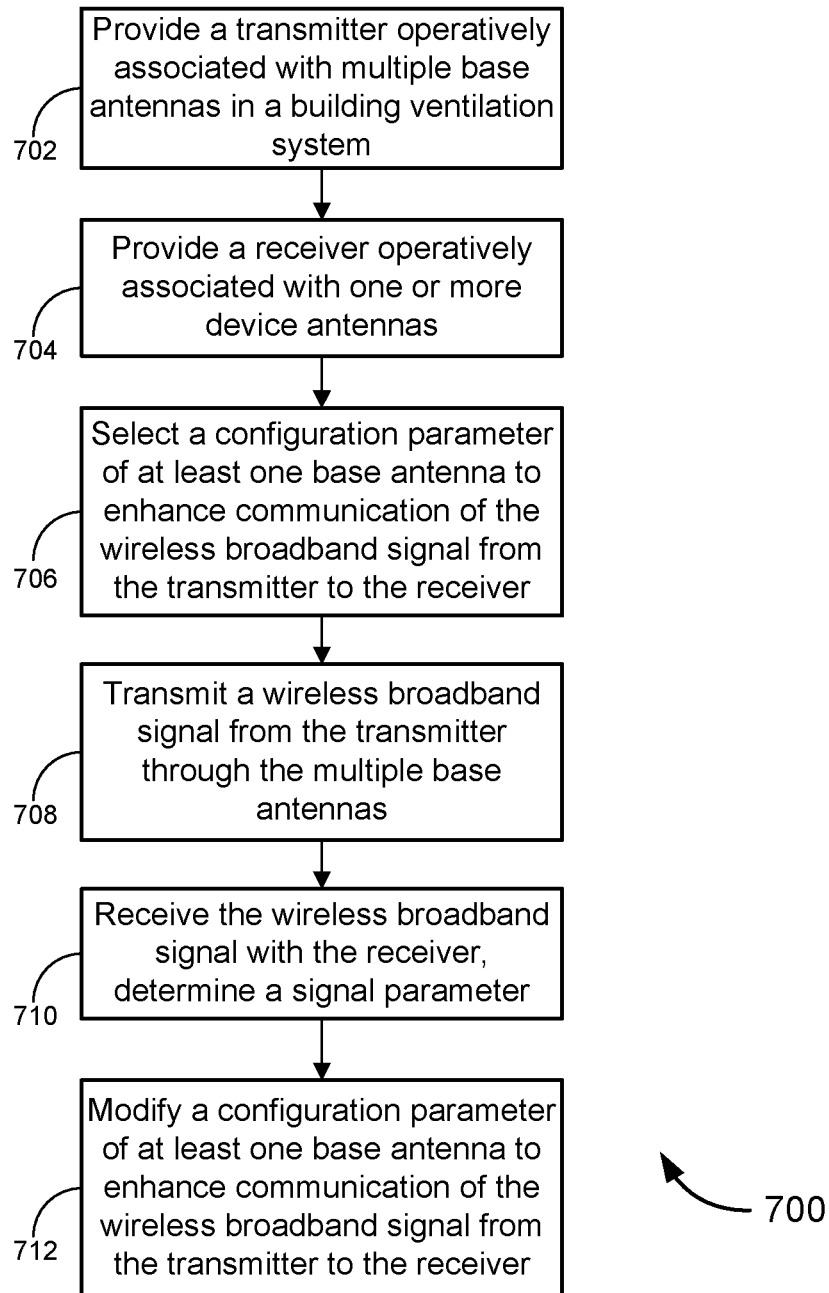 Provide a transmitter operatively
associated with multiple base
antennas in a building ventilation
system
702
Provide a receiver operatively
associated with one or more
device antennas
704
Select a configuration parameter
of at least one base antenna to
enhance communication of the
wireless broadband signal from
the transmitter to the receiver
706
Transmit a wireless broadband
signal from the transmitter
through the multiple base
antennas
708
Receive the wireless broadband
signal with the receiver,
determine a signal parameter
710
Modify a configuration parameter
of at least one base antenna to
enhance communication of the
wireless broadband signal from
the transmitter to the receiver
712
700